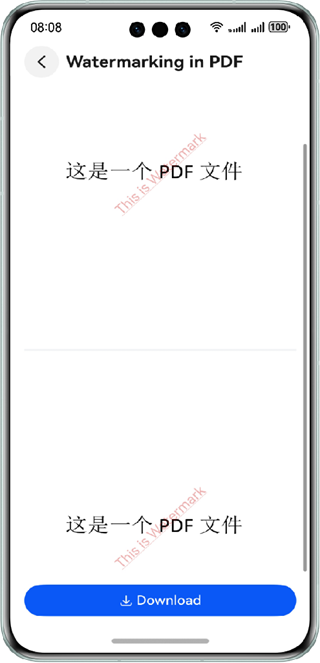 08:08
100
Watermarking in PDF
这是一个 PDF 文件
This is Watermark
这是一个 PDF 文件
This is Watermark
Download